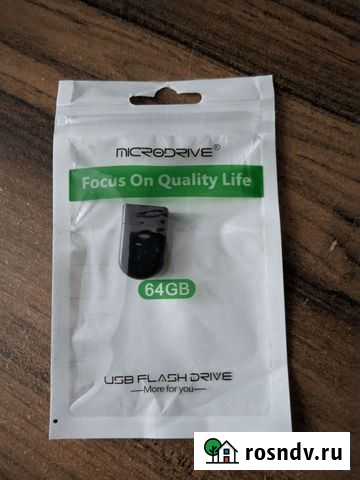 MICRODRIVE®
Focus On Quality Life
64GB
USB FLASH DRIVE
—More for you—
rosndv.ru